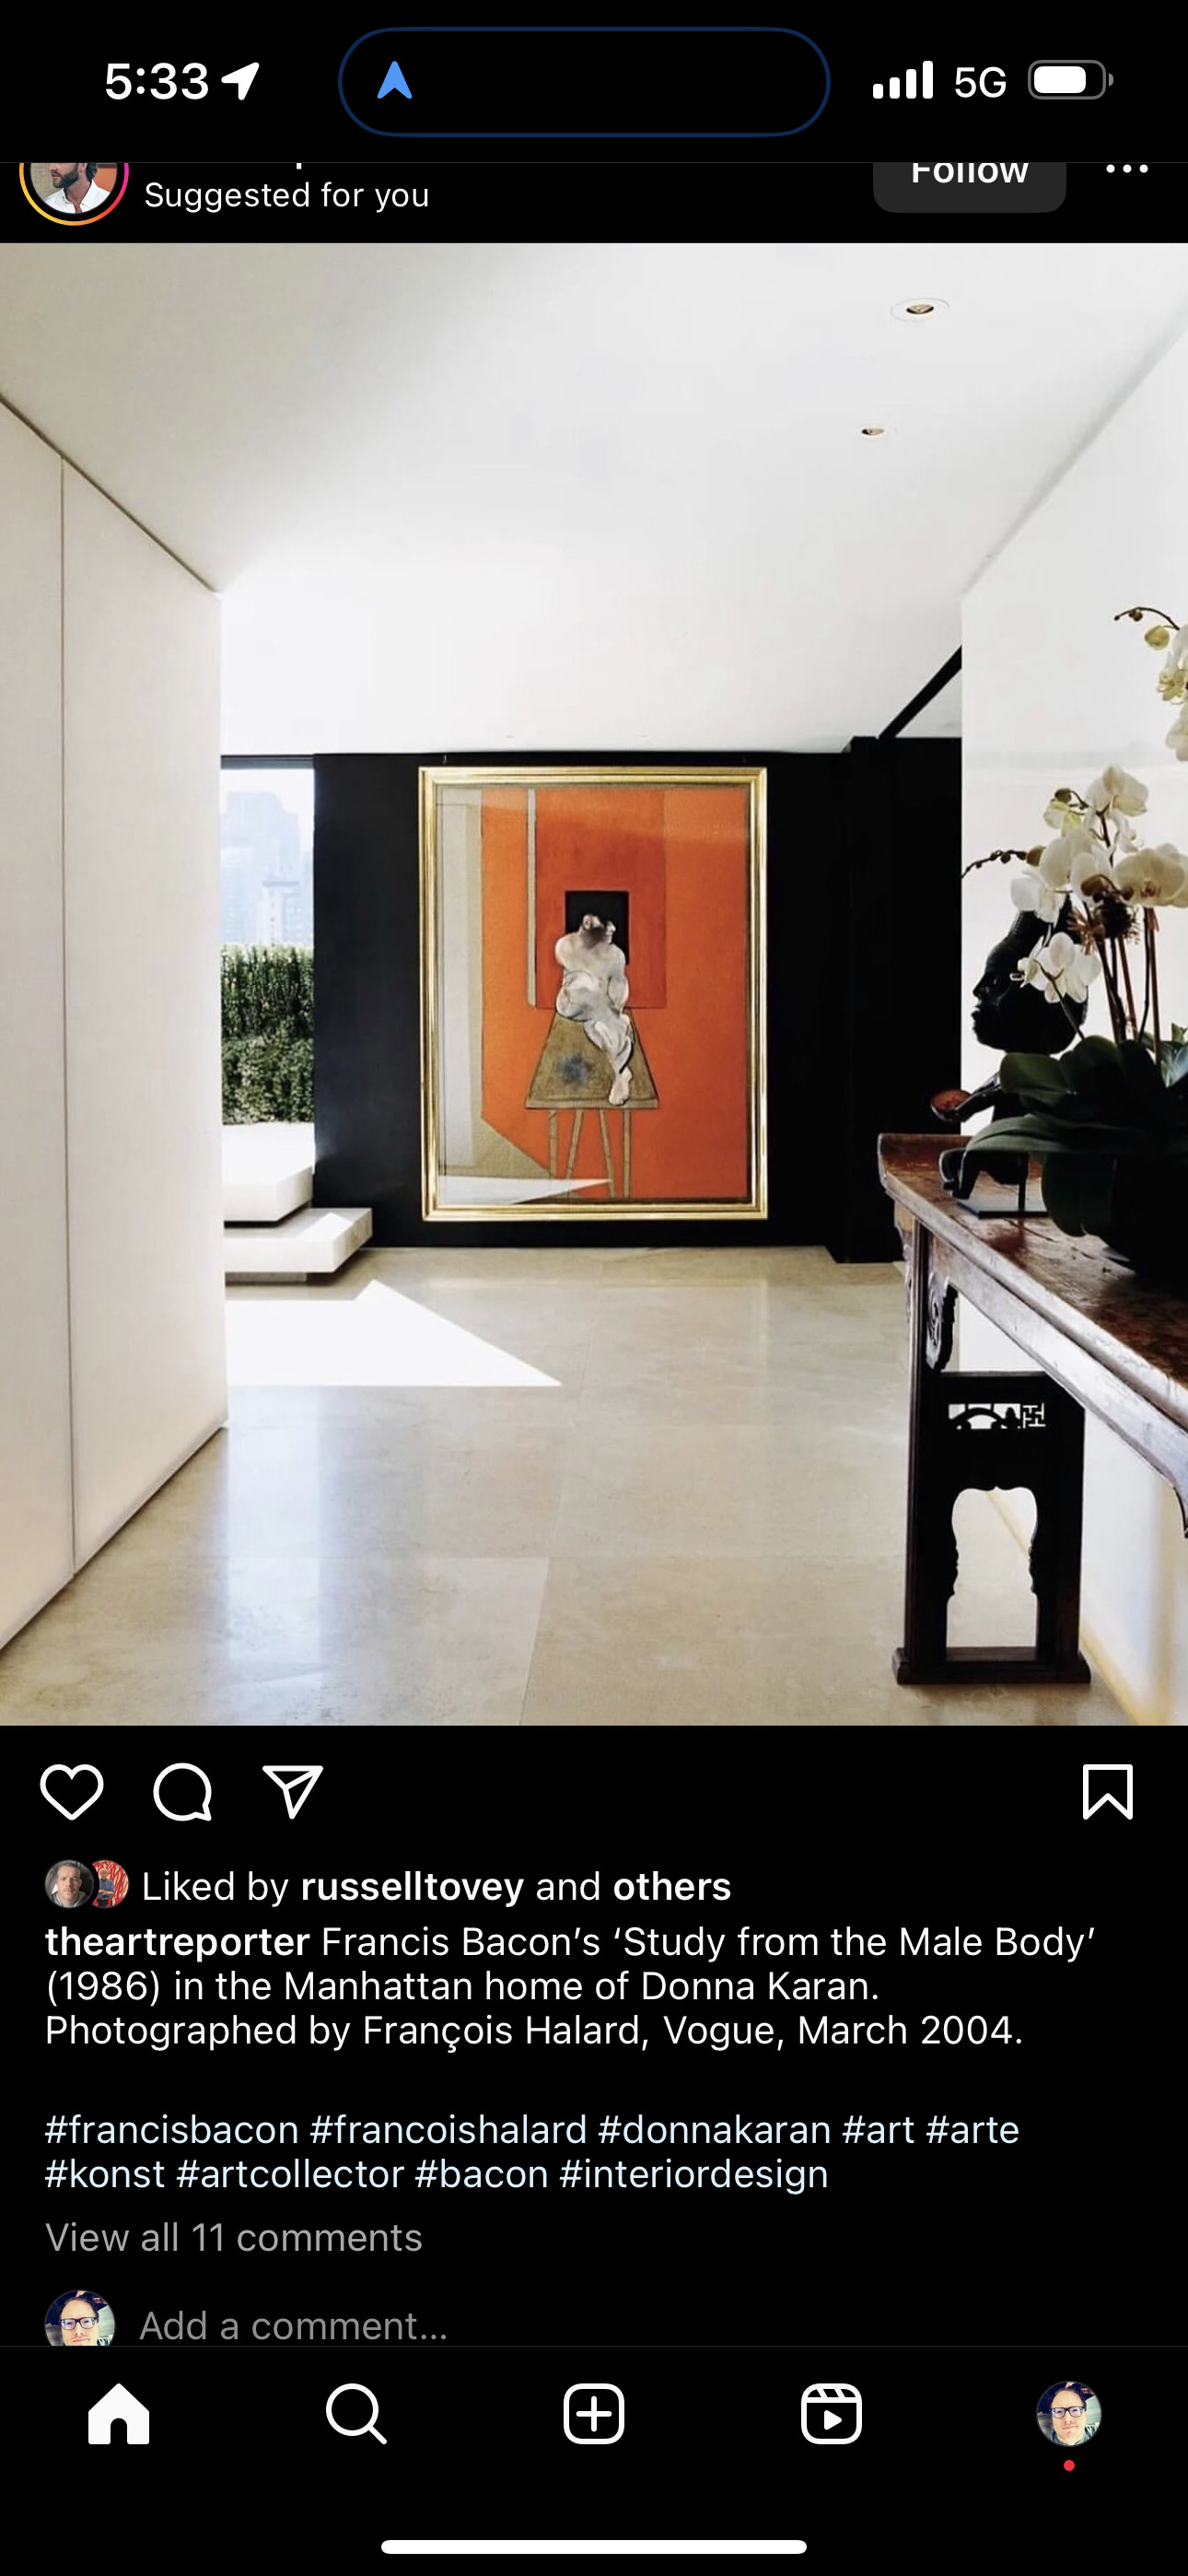 5:33
5G
Suggested for you
Follow
Liked by russelltovey and others
theartreporter Francis Bacon’s ‘Study from the Male Body’
(1986) in the Manhattan home of Donna Karan.
Photographed by François Halard, Vogue, March 2004.
#francisbacon #francoishalard #donnakaran #art #arte
#konst #artcollector #bacon #interiordesign
View all 11 comments
Add a comment...